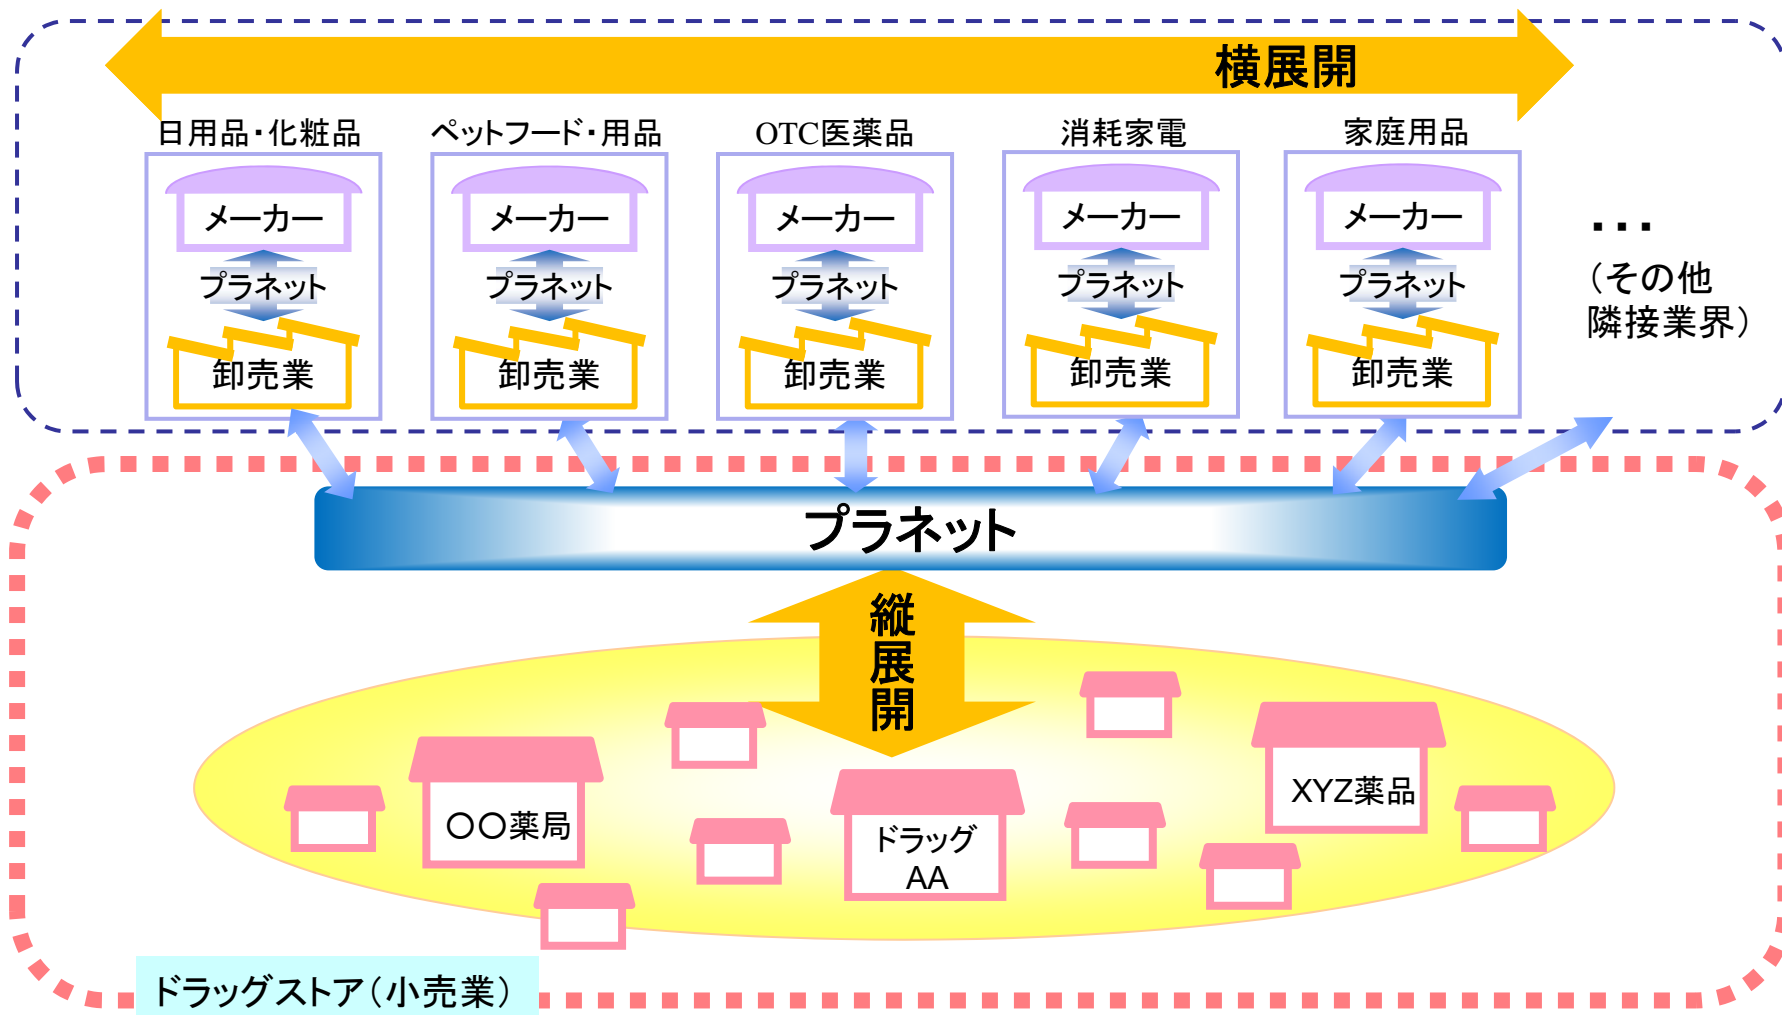 横展開
日用品・化粧品
ペットフード・用品
OTC医薬品
消耗家電
家庭用品
メーカー
メーカー
メーカー
メーカー
メーカー
プラネット
プラネット
プラネット
プラネット
プラネット
卸売業
卸売業
卸売業
卸売業
卸売業
・・・
（その他
隣接業界）
プラネット
縦展開
〇〇薬局
ドラッグ
AA
XYZ薬品
ドラッグストア（小売業）